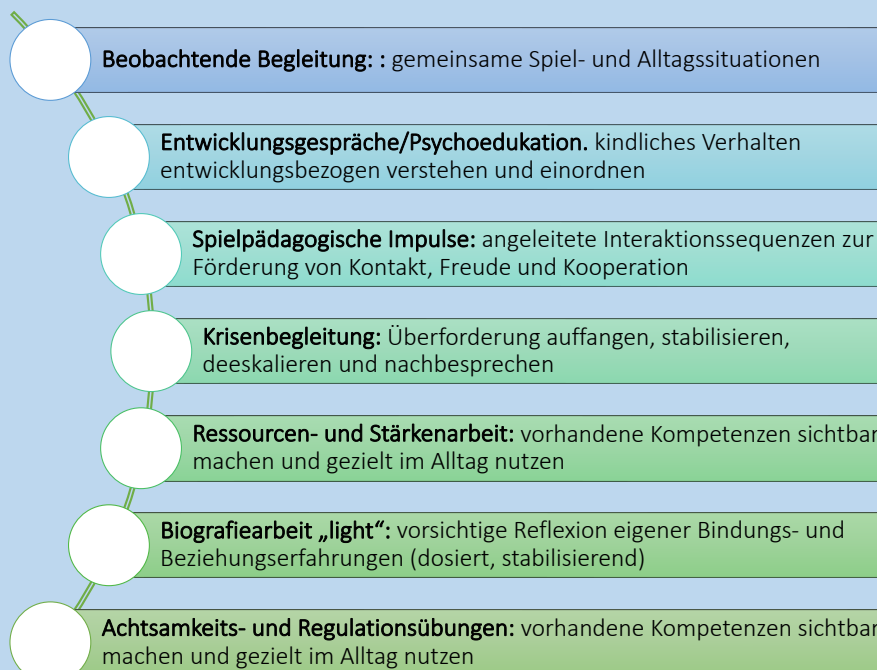 Beobachtende Begleitung: : gemeinsame Spiel- und Alltagssituationen
Entwicklungsgespräche/Psychoedukation. kindliches Verhalten
entwicklungsbezogen verstehen und einordnen
Spielpädagogische Impulse: angeleitete Interaktionssequenzen zur
Förderung von Kontakt, Freude und Kooperation
Krisenbegleitung: Überforderung auffangen, stabilisieren,
deeskalieren und nachbesprechen
Ressourcen- und Stärkenarbeit: vorhandene Kompetenzen sichtbar
machen und gezielt im Alltag nutzen
Biografiearbeit „light“: vorsichtige Reflexion eigener Bindungs- und
Beziehungserfahrungen (dosiert, stabilisierend)
Achtsamkeits- und Regulationsübungen: vorhandene Kompetenzen sichtbar
machen und gezielt im Alltag nutzen